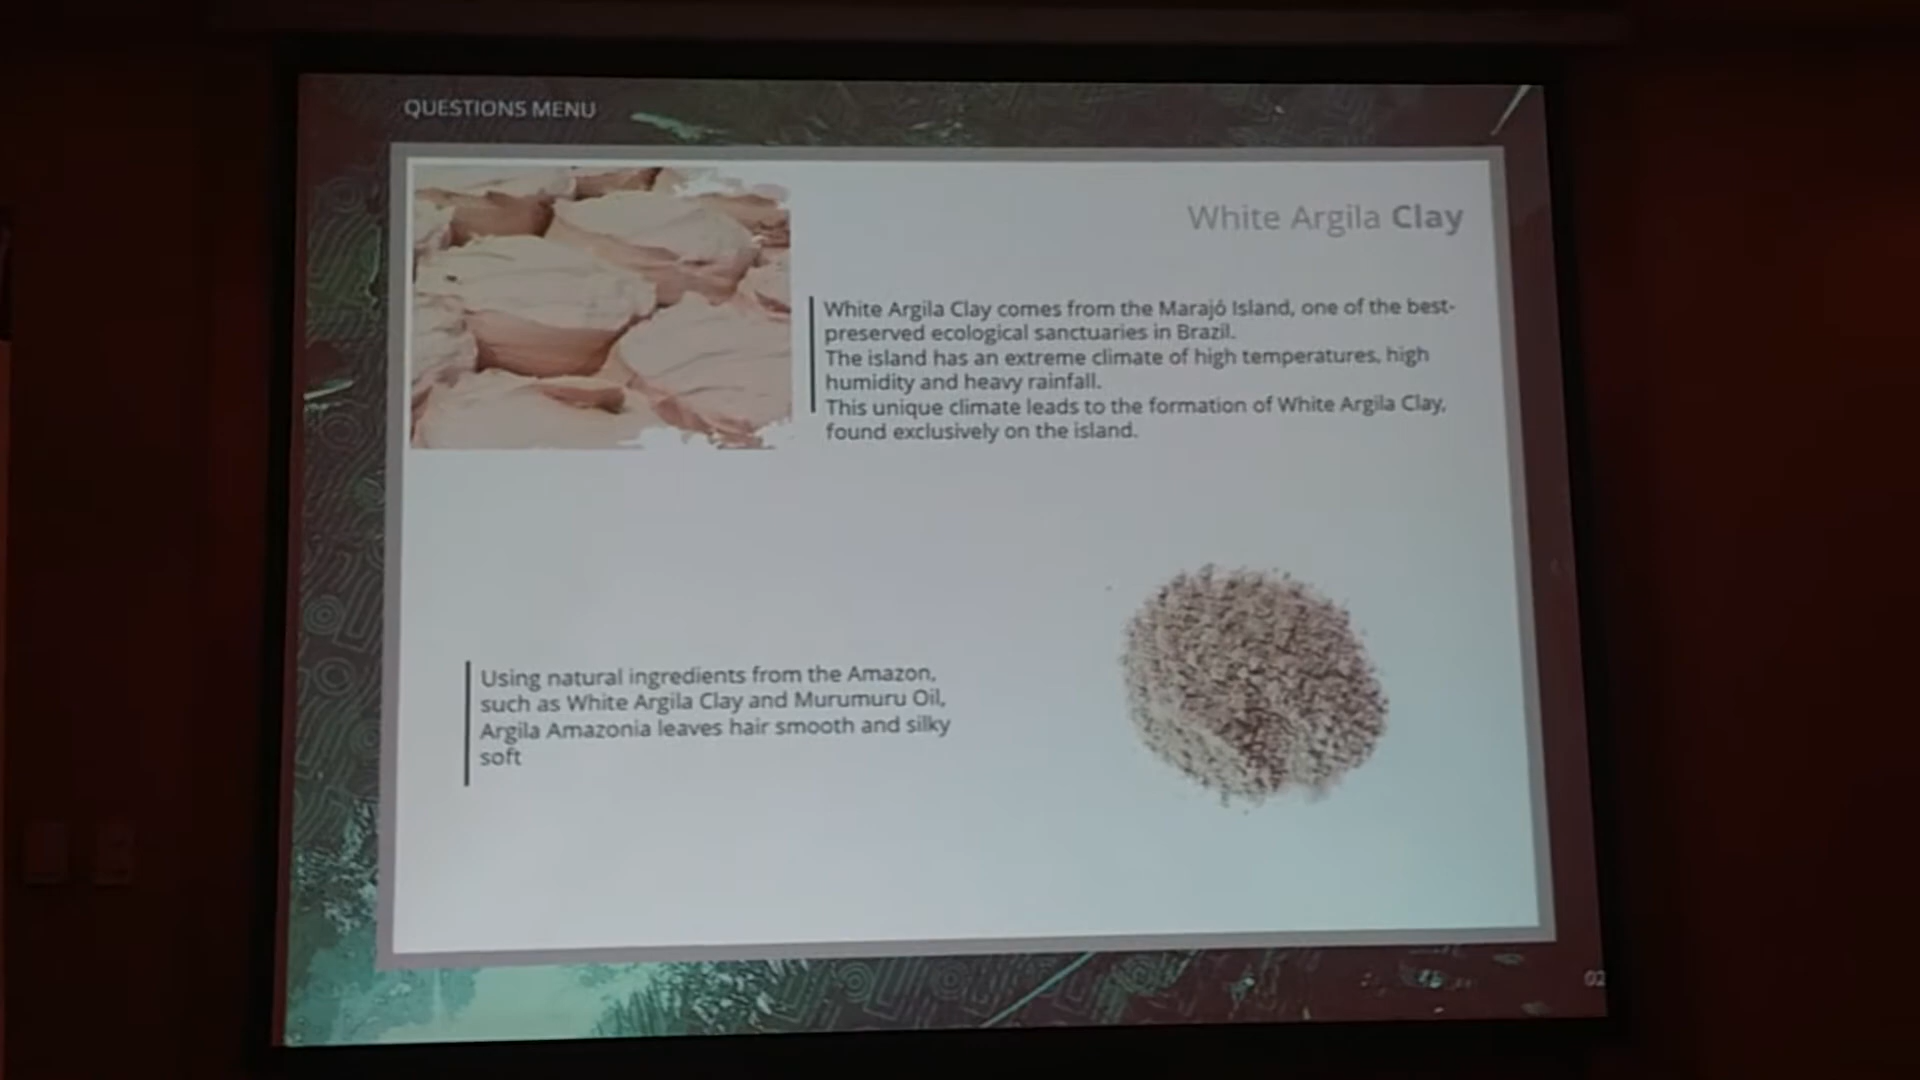 QUESTIONS MENU
White Argila Clay
White Argila Clay comes from the Marajó Island, one of the best-
preserved ecological sanctuaries in Brazil.
The island has an extreme climate of high temperatures, high
humidity and heavy rainfall.
This unique climate leads to the formation of White Argila Clay,
found exclusively on the island.
Using natural ingredients from the Amazon,
such as White Argila Clay and Murumuru Oil,
Argila Amazonia leaves hair smooth and silky
soft
02